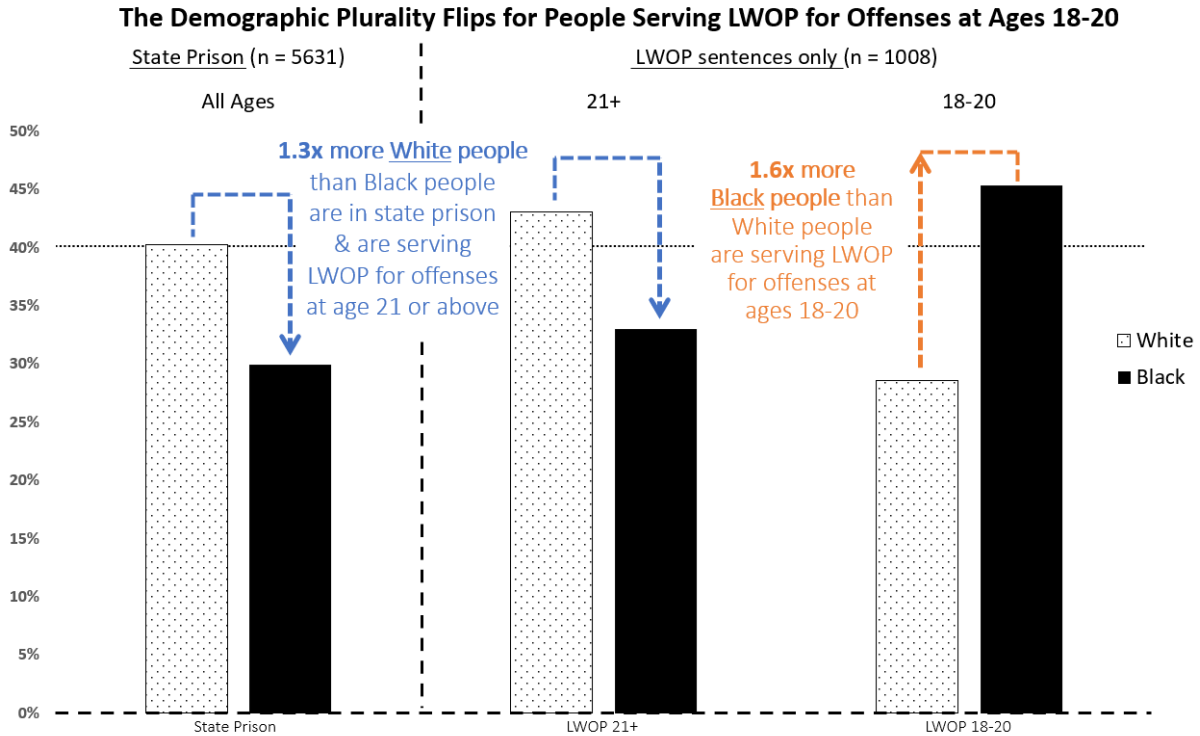 The Demographic Plurality Flips for People Serving LWOP for Offenses at Ages 18-20
State Prison (n = 5631)
LWOP sentences only (n = 1008)
All Ages
21+
18-20
50%
45%
40%
35%
30%
25%
20%
15%
10%
5%
0%
1.3x more White people
than Black people
are in state prison
& are serving
LWOP for offenses
at age 21 or above
1.6x more
Black people than
White people
are serving LWOP
for offenses at
ages 18-20
White
Black
State Prison
LWOP 21+
LWOP 18-20